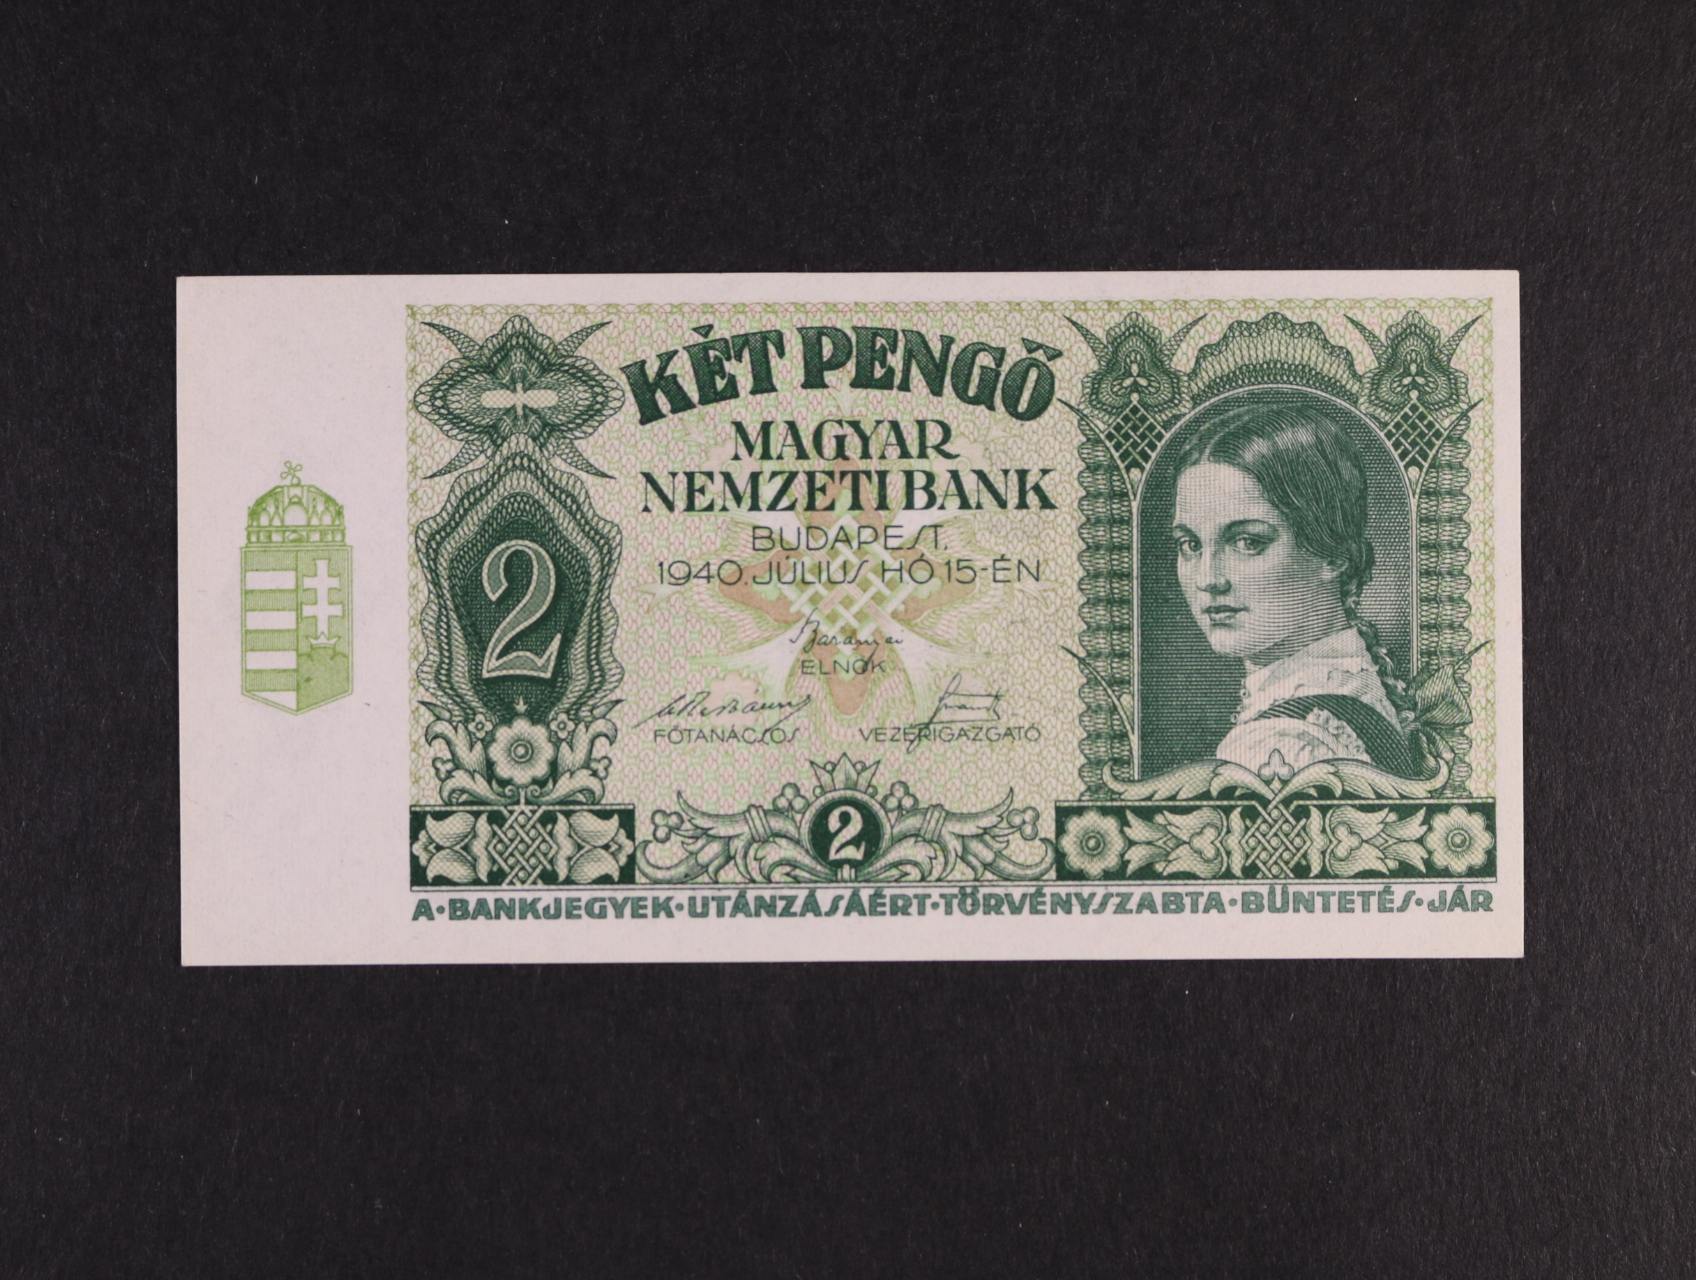 KÉT PENGŐ
MAGYAR
NEMZETI BANK
BUDAPEST,
1940. JÚLIUS HÓ 15-ÉN
2
Baranyai
ELNÖK
FŐTANÁCSOS VEZÉRIGAZGATÓ
2
A·BANKJEGYEK·UTÁNZÁSÁÉRT·TÖRVÉNYSZABTA·BÜNTETÉS·JÁR